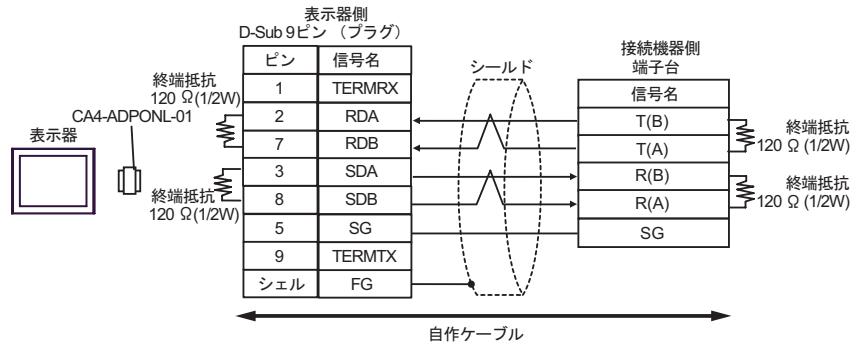 表示器側
D-Sub 9ピン （プラグ）
ピン 信号名
1 TERMRX
2 RDA
7 RDB
3 SDA
8 SDB
5 SG
9 TERMTX
シェル FG
終端抵抗
120 Ω(1/2W)
CA4-ADPONL-01
表示器
終端抵抗
120 Ω(1/2W)
シールド
接続機器側
端子台
信号名
T(B)
T(A)
R(B)
R(A)
SG
終端抵抗
120 Ω(1/2W)
終端抵抗
120 Ω(1/2W)
自作ケーブル